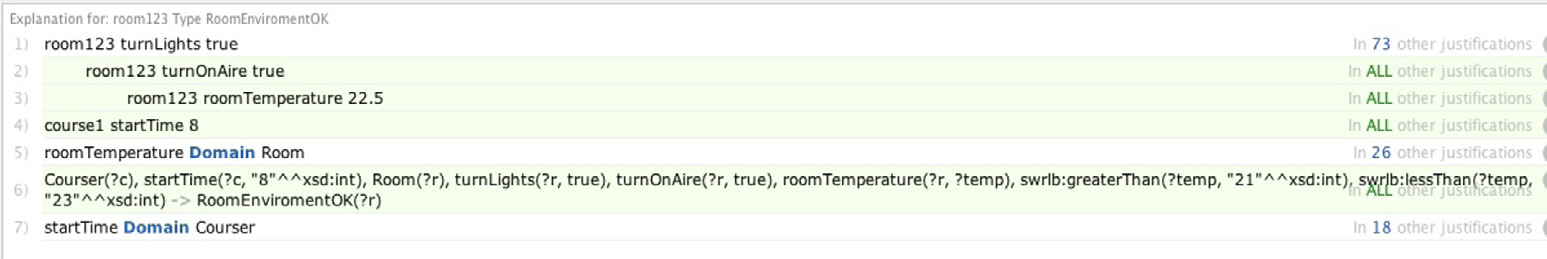 Explanation for: room123 Type RoomEnviromentOK
1) room123 turnLights true In 73 other justifications
2) room123 turnOnAire true In ALL other justifications
3) room123 roomTemperature 22.5 In ALL other justifications
4) course1 startTime 8 In ALL other justifications
5) roomTemperature Domain Room In 26 other justifications
6) Courser(?c), startTime(?c, "8"^^xsd:int), Room(?r), turnLights(?r, true), turnOnAire(?r, true), roomTemperature(?r, ?temp), swrlb:greaterThan(?temp, "21"^^xsd:int), swrlb:lessThan(?temp,
"23"^^xsd:int) -> RoomEnviromentOK(?r) In ALL other justifications
7) startTime Domain Courser In 18 other justifications